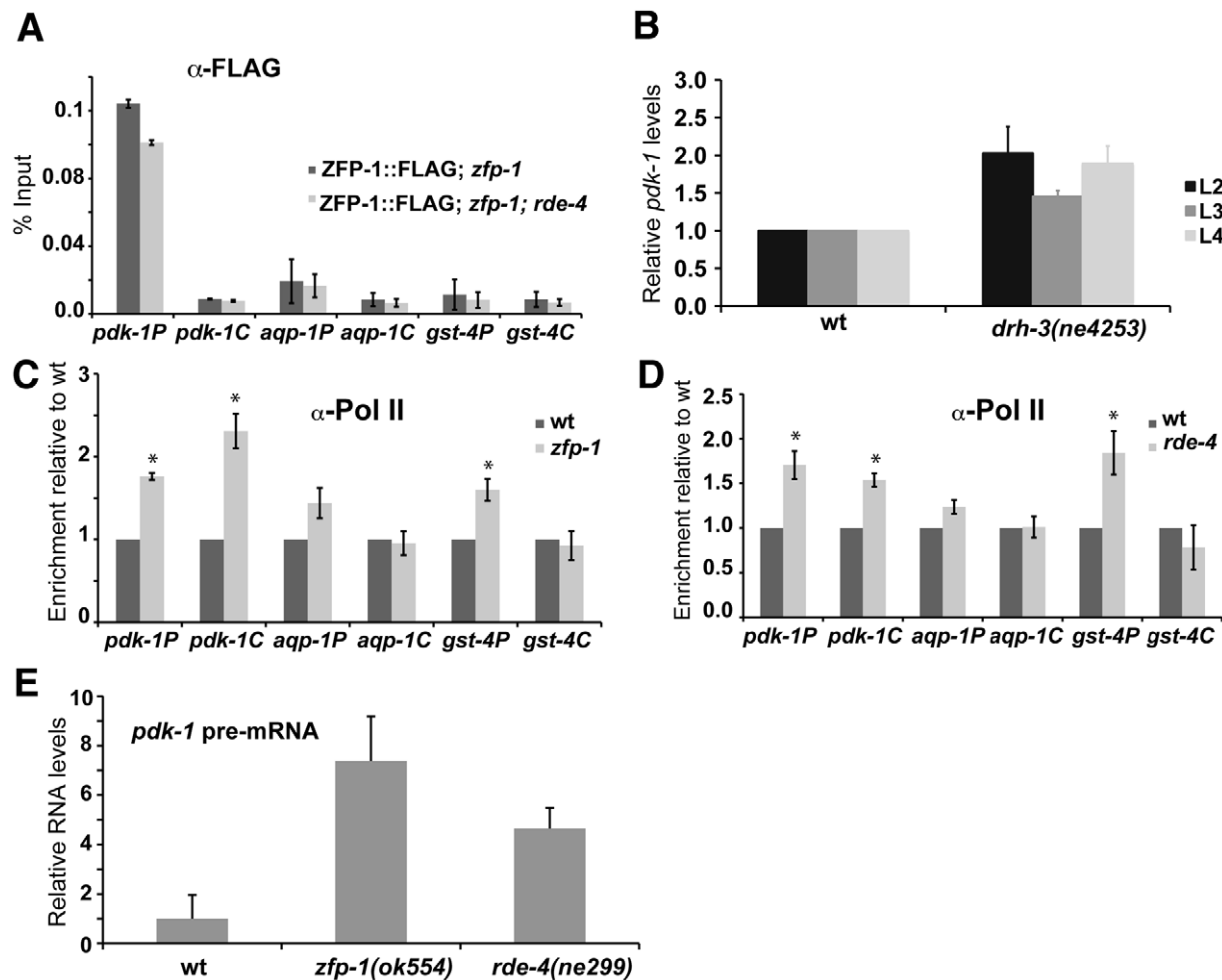 A
α-FLAG
% Input
0.1
0.08
0.04
0.0
ZFP-1::FLAG; zfp-1
ZFP-1::FLAG; zfp-1; rde-4
pdk-1P pdk-1C aqp-1P aqp-1C gst-4P gst-4C
B
Relative pdk-1 levels
3.0
2.5
2.0
1.5
1.0
0.5
0.0
L2
L3
L4
wt drh-3(ne4253)
C
α-Pol II
Enrichment relative to wt
3
2
1
0
wt
zfp-1
pdk-1P pdk-1C aqp-1P aqp-1C gst-4P gst-4C
* * *
D
α-Pol II
Enrichment relative to wt
2.5
2.0
1.5
1.0
0.5
0.0
wt
rde-4
* * *
pdk-1P pdk-1C aqp-1P aqp-1C gst-4P gst-4C
E
pdk-1 pre-mRNA
Relative RNA levels
10
8
6
4
2
0
wt zfp-1(ok554) rde-4(ne299)